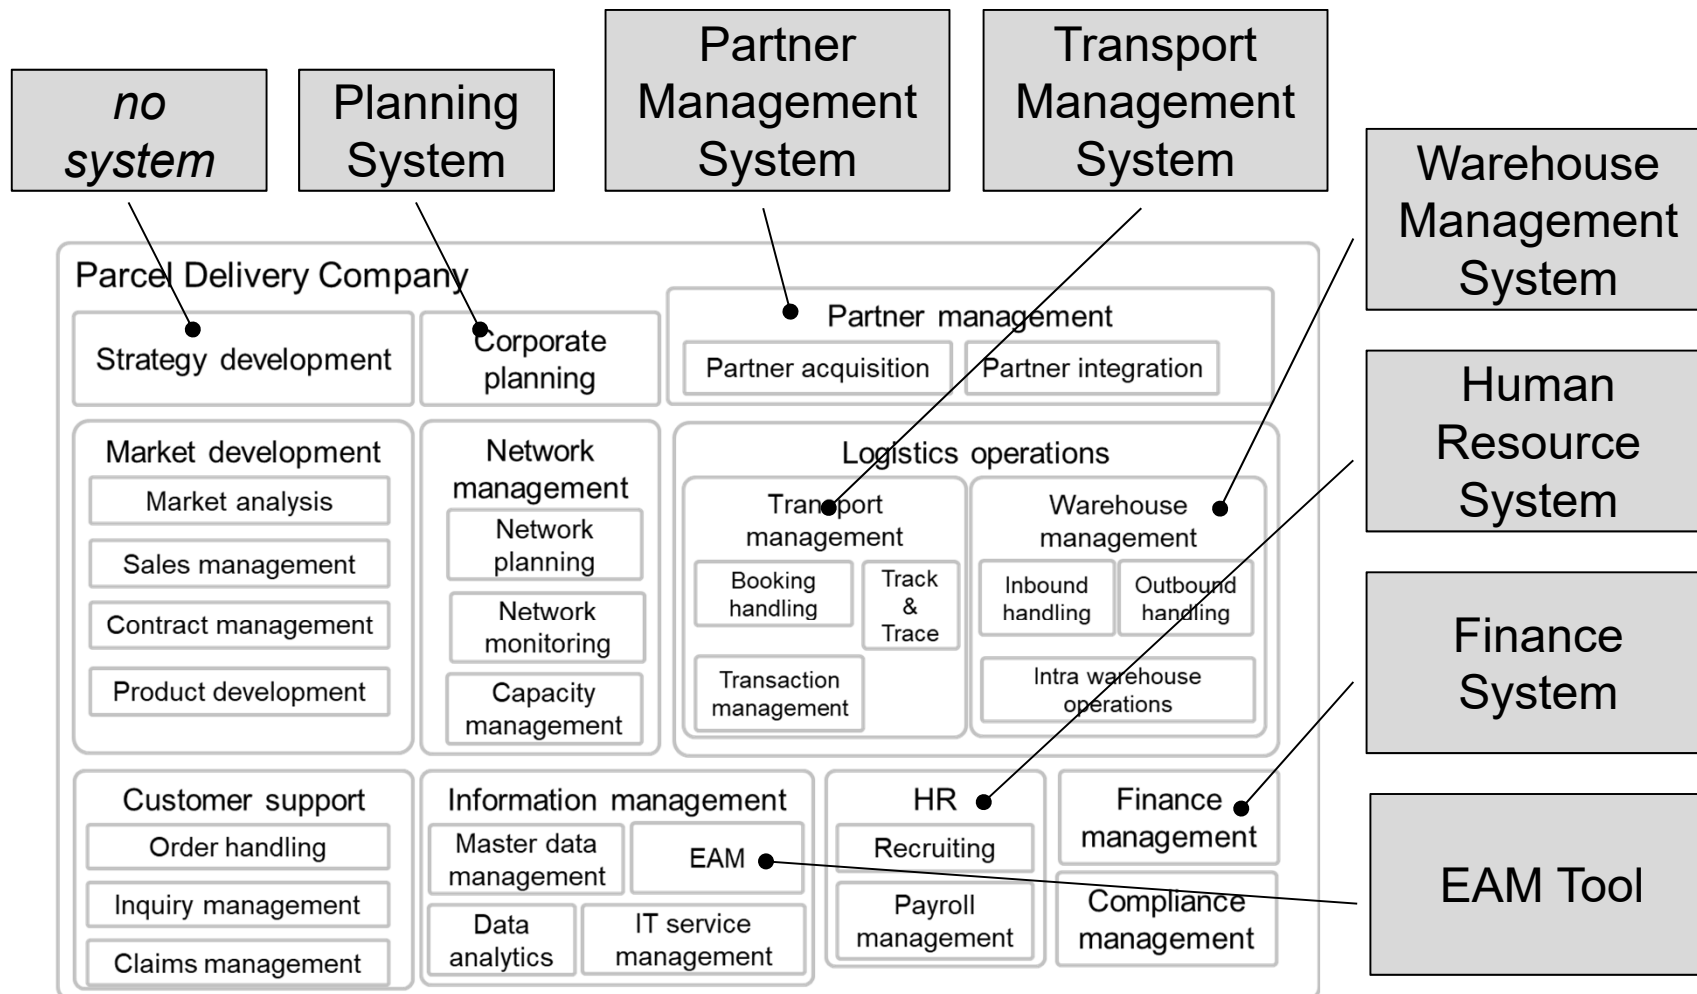 no
system
Planning
System
Partner
Management
System
Transport
Management
System
Warehouse
Management
System
Human
Resource
System
Finance
System
EAM Tool
Parcel Delivery Company
Strategy development
Corporate
planning
Partner management
Partner acquisition
Partner integration
Market development
Market analysis
Sales management
Contract management
Product development
Network
management
Network
planning
Network
monitoring
Capacity
management
Logistics operations
Transport
management
Booking
handling
Track
&
Trace
Transaction
management
Warehouse
management
Inbound
handling
Outbound
handling
Intra warehouse
operations
Customer support
Order handling
Inquiry management
Claims management
Information management
Master data
management
EAM
Data
analytics
IT service
management
HR
Recruiting
Payroll
management
Finance
management
Compliance
management